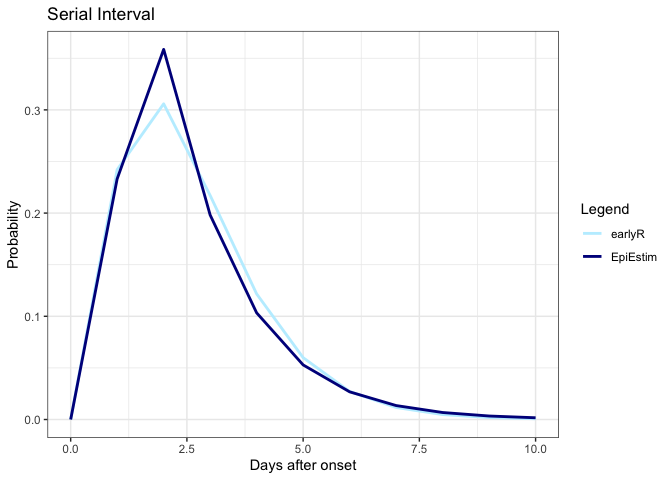 Serial Interval
Probability
0.3
0.2
0.1
0.0
0.0 2.5 5.0 7.5 10.0
Days after onset
Legend
earlyR
EpiEstim